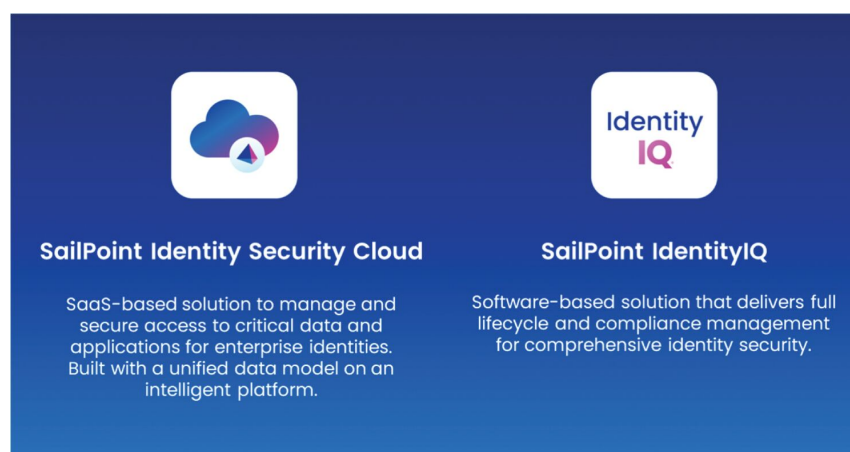 SailPoint Identity Security Cloud
SaaS-based solution to manage and
secure access to critical data and
applications for enterprise identities.
Built with a unified data model on an
intelligent platform.
Identity
IQ
SailPoint IdentityIQ
Software-based solution that delivers full
lifecycle and compliance management
for comprehensive identity security.